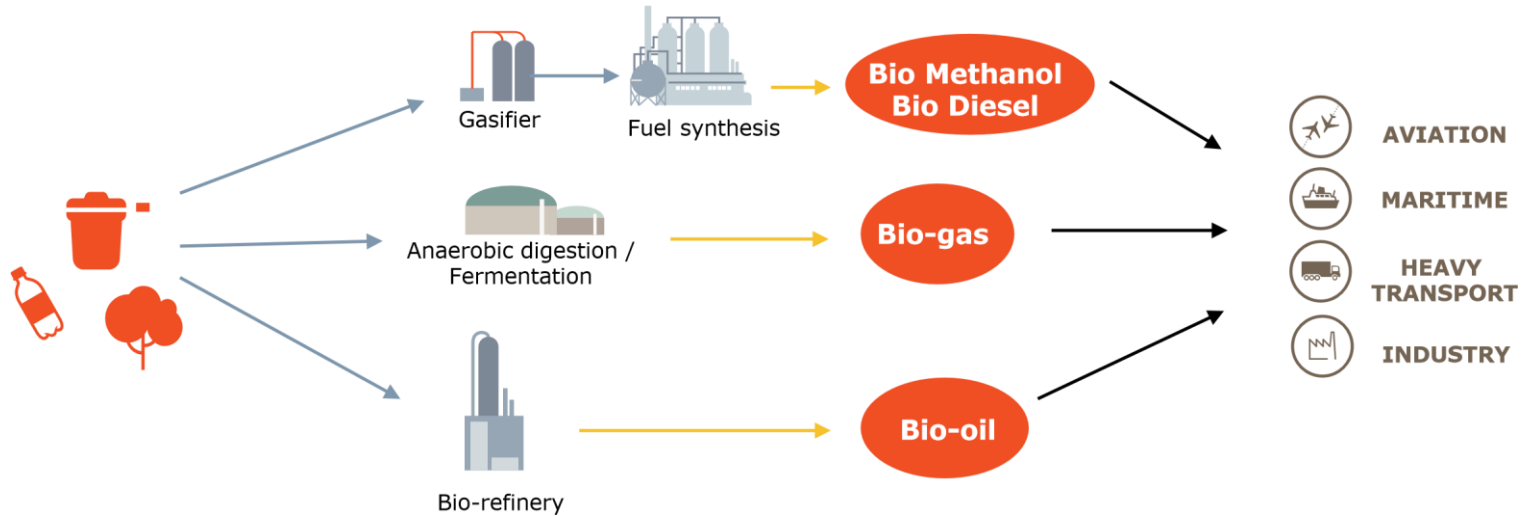 Gasifier
Fuel synthesis
Bio Methanol
Bio Diesel
Anaerobic digestion /
Fermentation
Bio-gas
Bio-refinery
Bio-oil
AVIATION
MARITIME
HEAVY
TRANSPORT
INDUSTRY